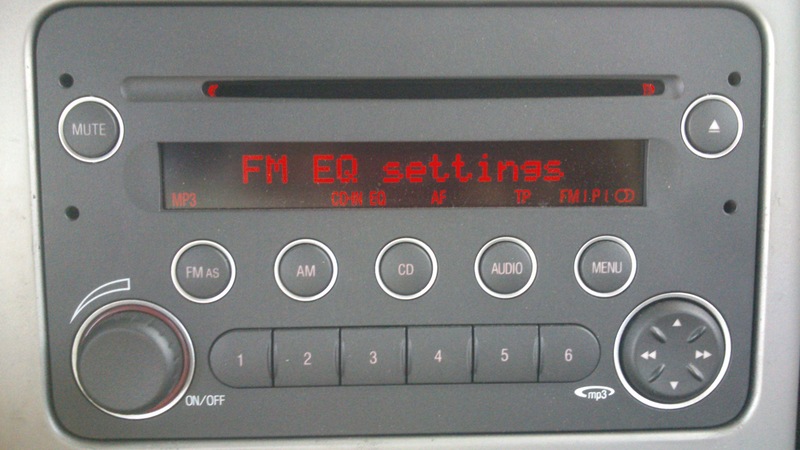 MUTE
FM EQ settings
MP3 CD-IN EQ AF TP FM1P1
FM AS AM CD AUDIO MENU
1 2 3 4 5 6
ON/OFF
mp3